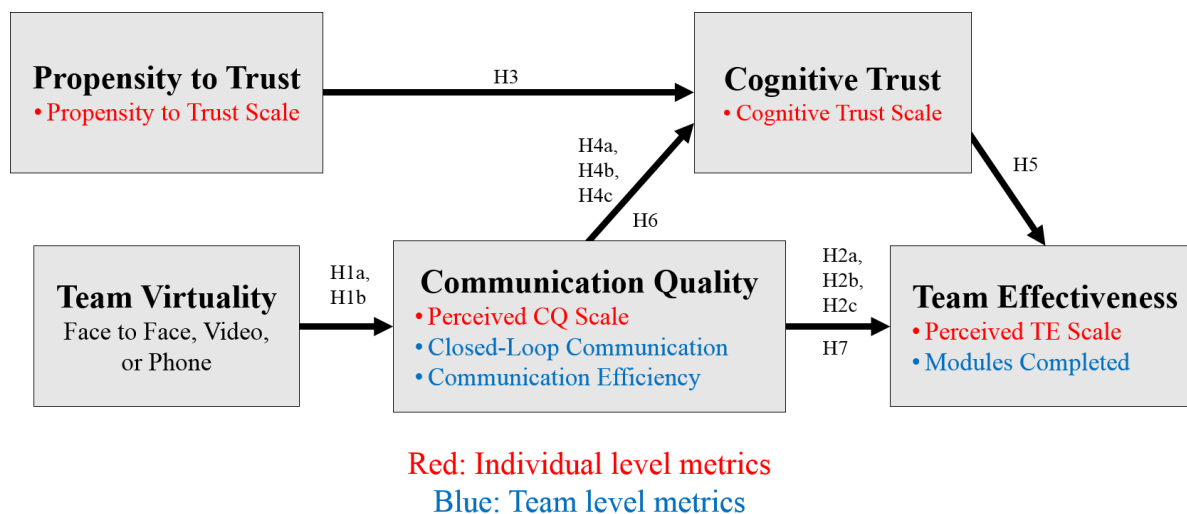 Propensity to Trust
• Propensity to Trust Scale
H3
Cognitive Trust
• Cognitive Trust Scale
H4a,
H4b,
H4c
H6
H5
Team Virtuality
Face to Face, Video,
or Phone
H1a,
H1b
Communication Quality
• Perceived CQ Scale
• Closed-Loop Communication
• Communication Efficiency
H2a,
H2b,
H2c
H7
Team Effectiveness
• Perceived TE Scale
• Modules Completed
Red: Individual level metrics
Blue: Team level metrics